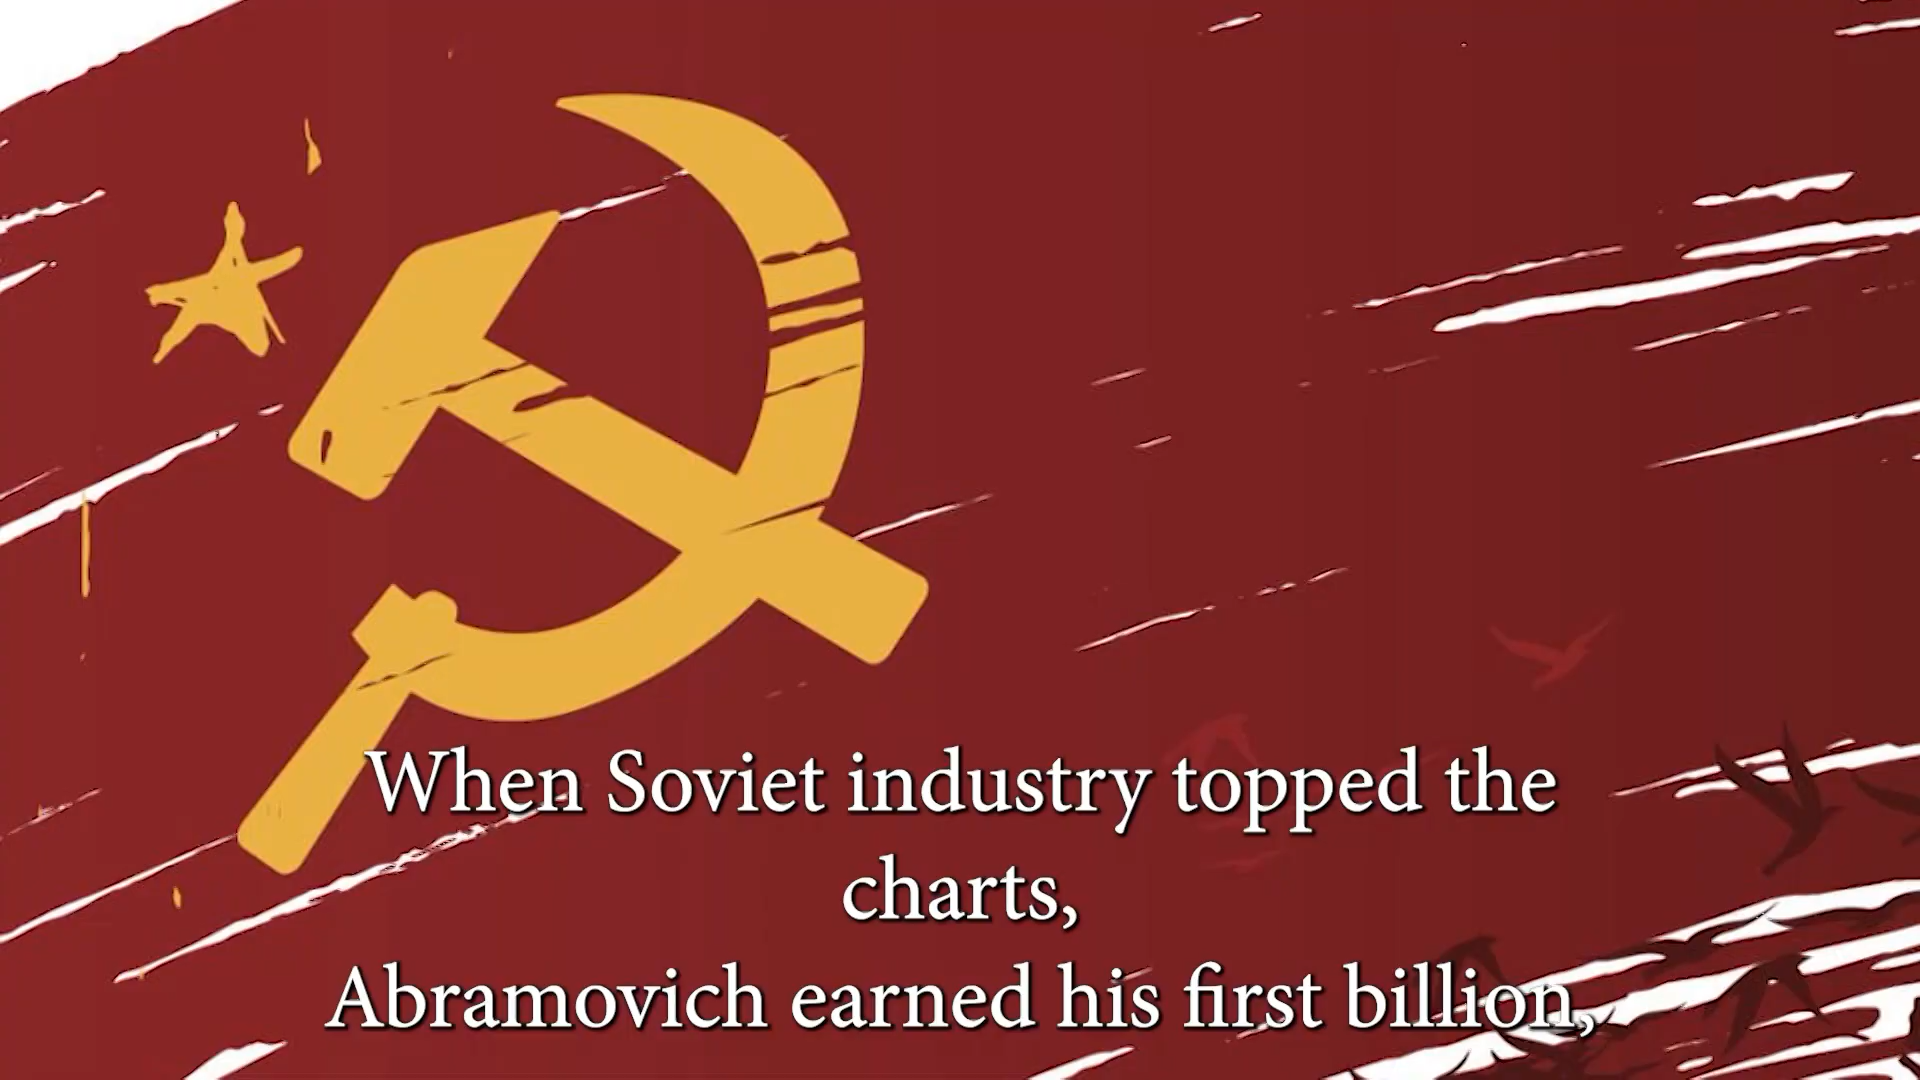 When Soviet industry topped the
charts,
Abramovich earned his first billion,